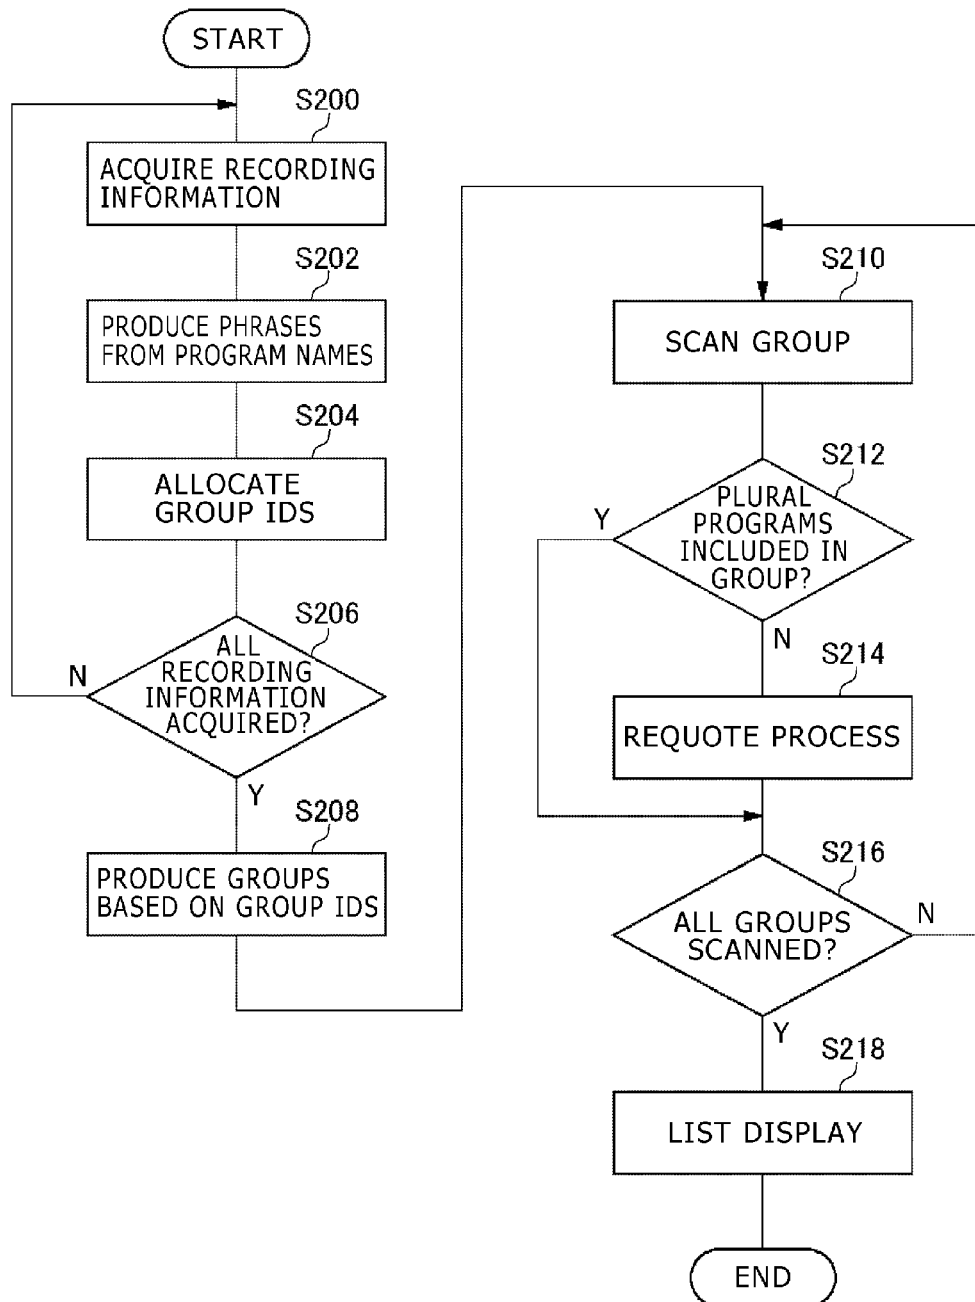 START
S200
ACQUIRE RECORDING
INFORMATION
S202
PRODUCE PHRASES
FROM PROGRAM NAMES
S204
ALLOCATE
GROUP IDS
S206
ALL
RECORDING
INFORMATION
ACQUIRED?
N
Y
S208
PRODUCE GROUPS
BASED ON GROUP IDS
S210
SCAN GROUP
S212
PLURAL
PROGRAMS
INCLUDED IN
GROUP?
Y
N
S214
REQUOTE PROCESS
S216
ALL GROUPS
SCANNED?
N
Y
S218
LIST DISPLAY
END